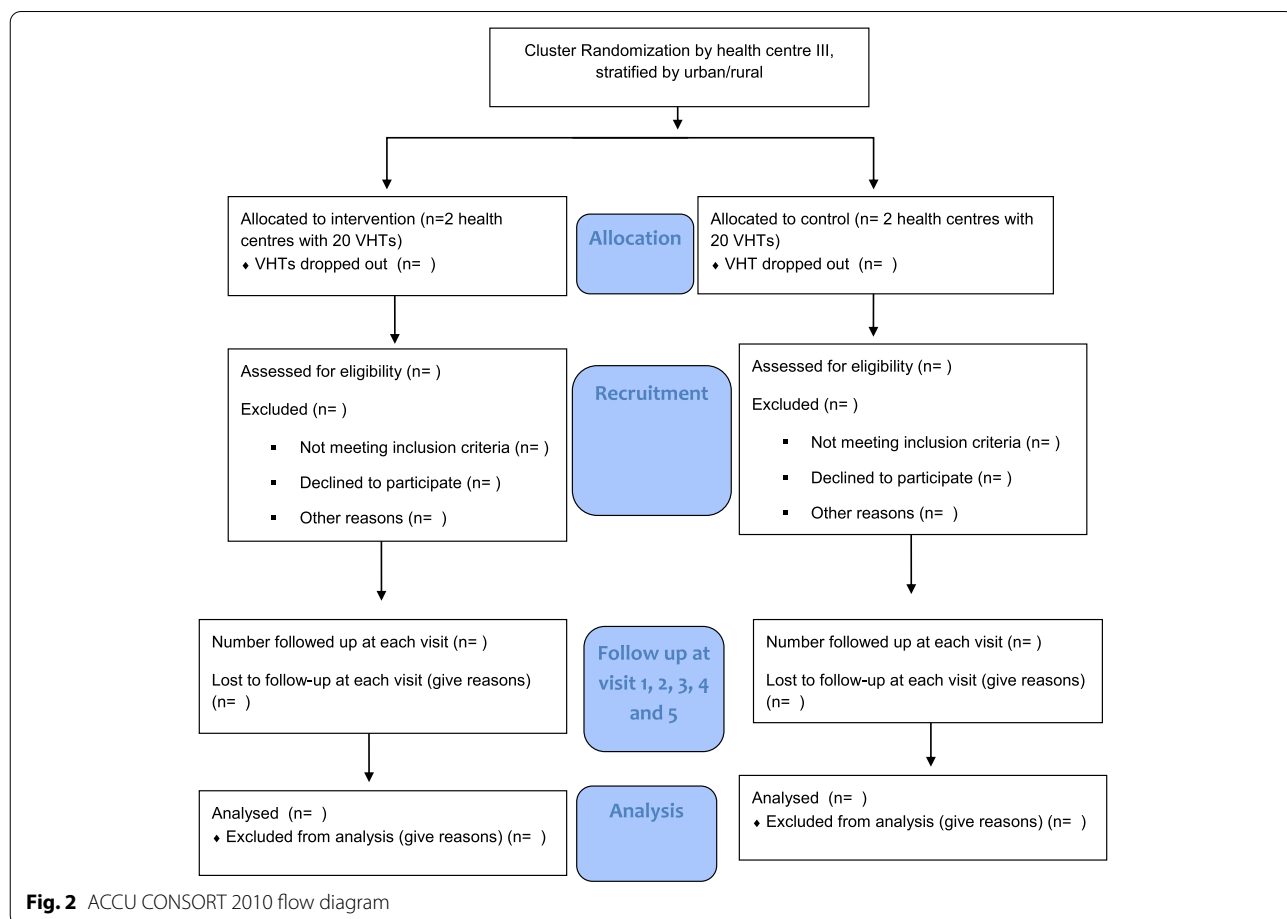 Cluster Randomization by health centre III,
stratified by urban/rural
Allocated to intervention (n=2 health
centres with 20 VHTs)
♦ VHTs dropped out (n= )
Allocation
Allocated to control (n= 2 health centres with
20 VHTs)
♦ VHT dropped out (n= )
Assessed for eligibility (n= )
Excluded (n= )
▪ Not meeting inclusion criteria (n= )
▪ Declined to participate (n= )
▪ Other reasons (n= )
Recruitment
Assessed for eligibility (n= )
Excluded (n= )
▪ Not meeting inclusion criteria (n= )
▪ Declined to participate (n= )
▪ Other reasons (n= )
Number followed up at each visit (n= )
Lost to follow-up at each visit (give reasons)
(n= )
Follow up at
visit 1, 2, 3, 4
and 5
Number followed up at each visit (n= )
Lost to follow-up at each visit (give reasons)
(n= )
Analysed (n= )
♦ Excluded from analysis (give reasons) (n= )
Analysis
Analysed (n= )
♦ Excluded from analysis (give reasons) (n= )
Fig. 2 ACCU CONSORT 2010 flow diagram